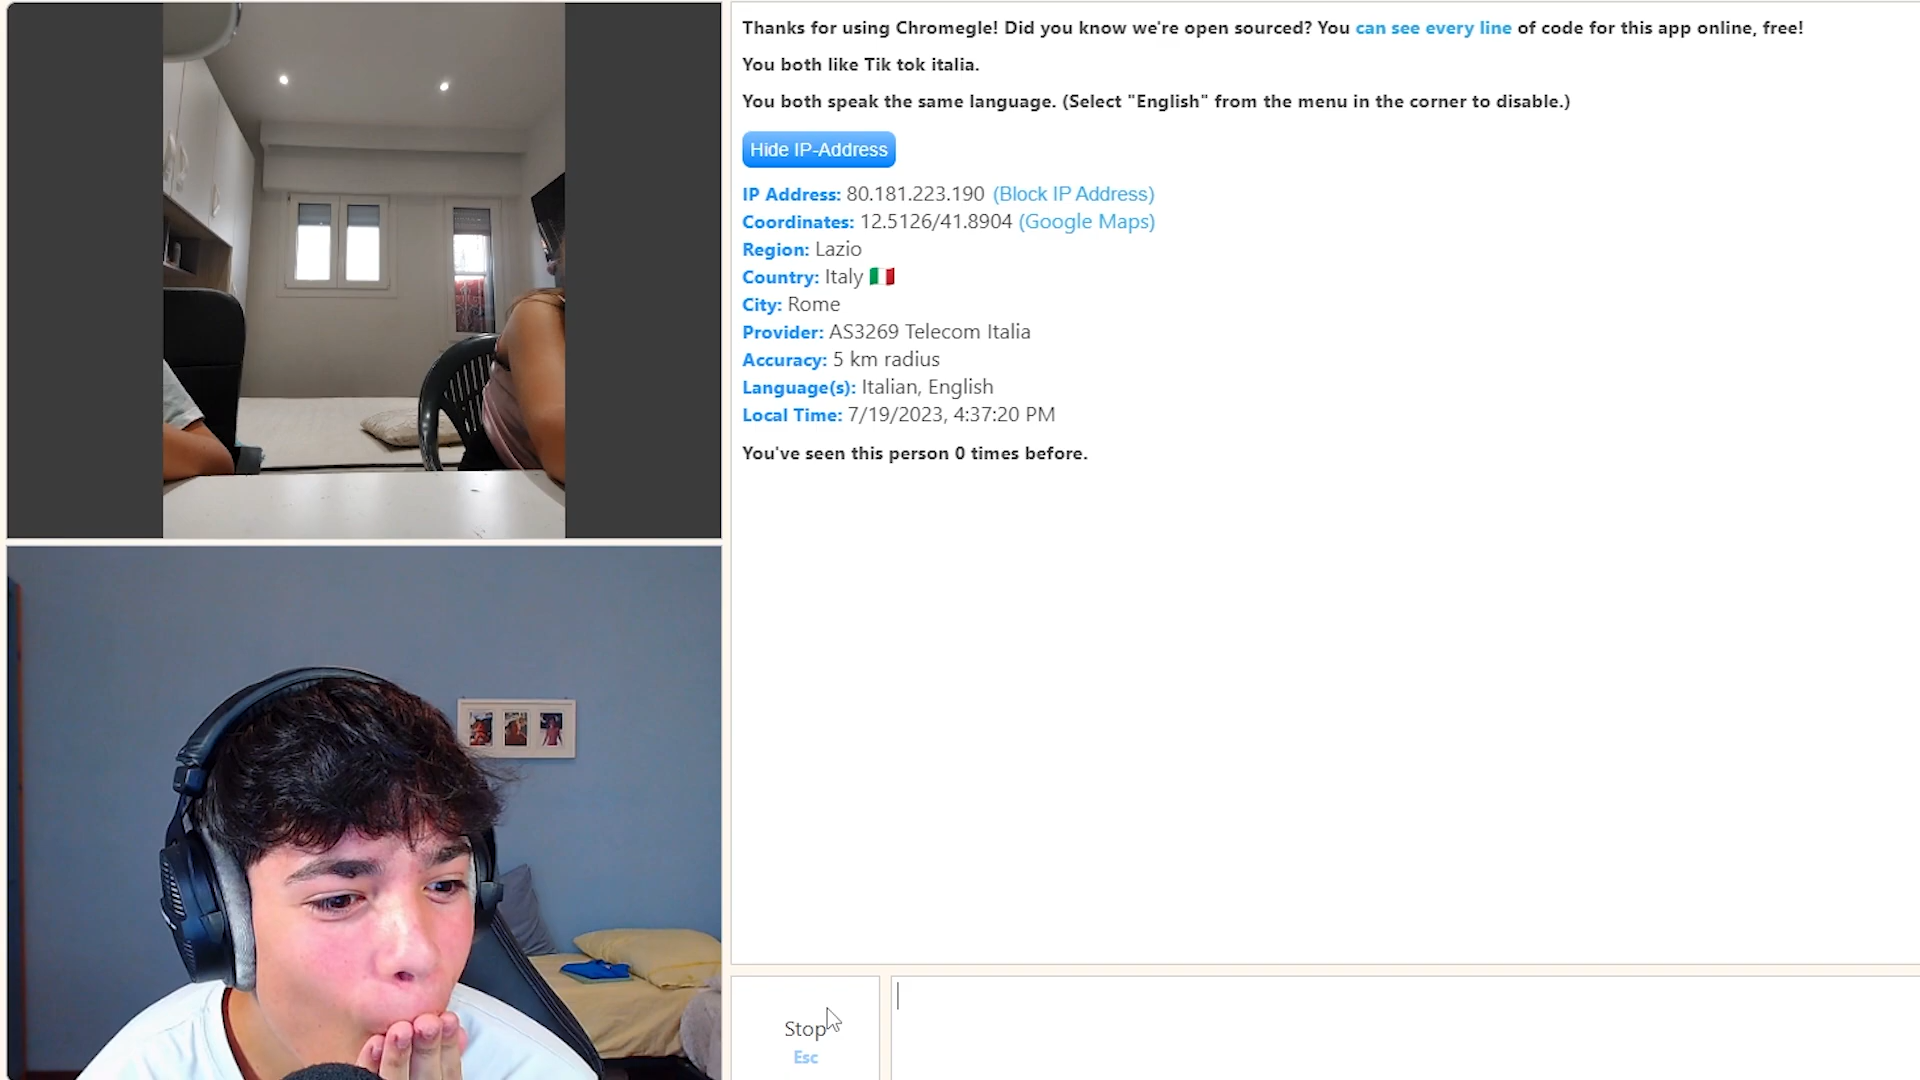 Thanks for using Chromegle! Did you know we're open sourced? You can see every line of code for this app online, free!
You both like Tik tok italia.
You both speak the same language. (Select "English" from the menu in the corner to disable.)
Hide IP-Address
IP Address: 80.181.223.190 (Block IP Address)
Coordinates: 12.5126/41.8904 (Google Maps)
Region: Lazio
Country: Italy 🇮🇹
City: Rome
Provider: AS3269 Telecom Italia
Accuracy: 5 km radius
Language(s): Italian, English
Local Time: 7/19/2023, 4:37:20 PM
You've seen this person 0 times before.
Stop
Esc